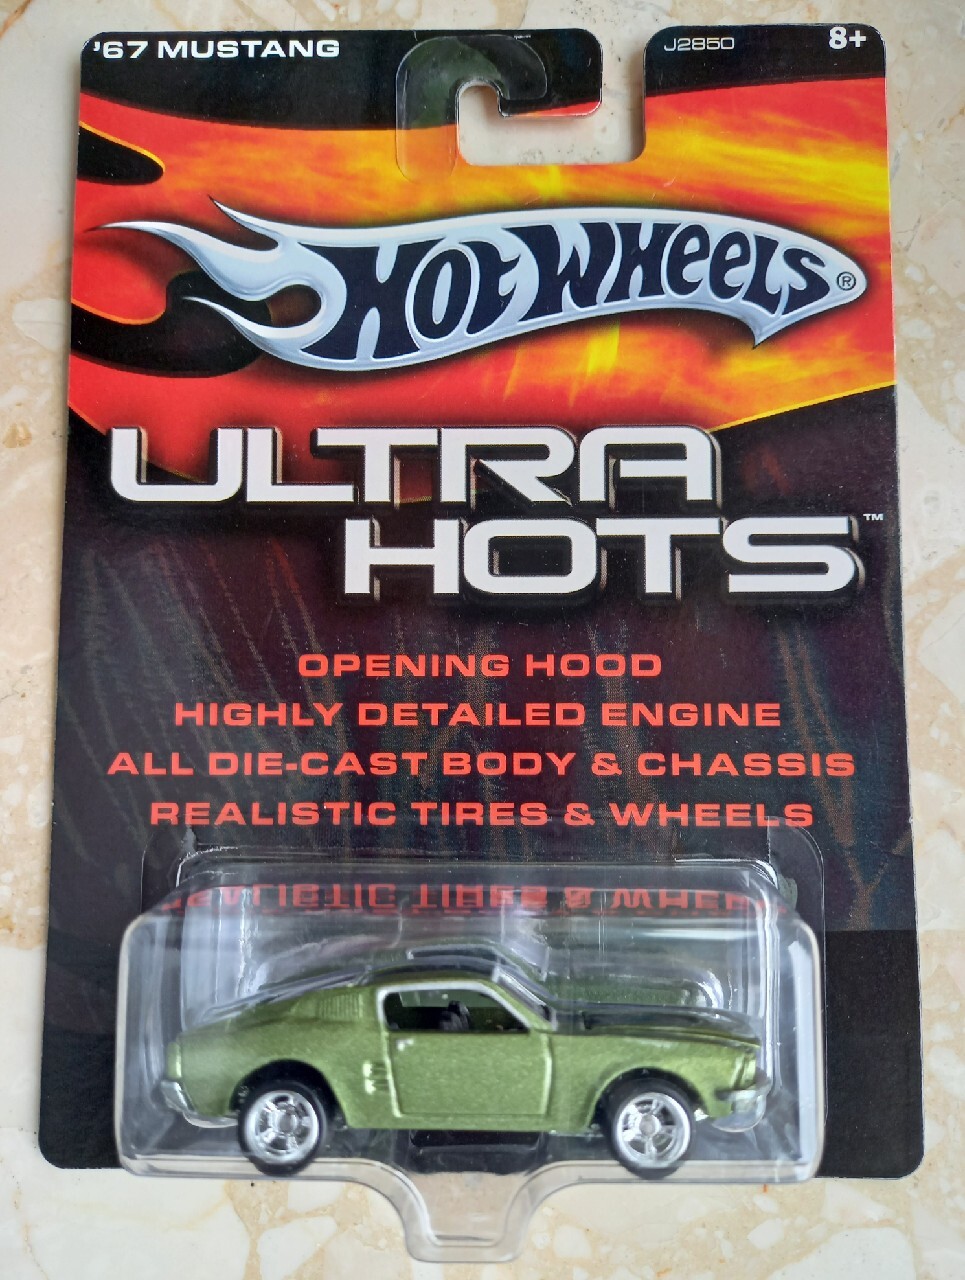 '67 MUSTANG
J2850
8+
HOT WHEELS®
ULTRA
HOTS™
OPENING HOOD
HIGHLY DETAILED ENGINE
ALL DIE-CAST BODY & CHASSIS
REALISTIC TIRES & WHEELS